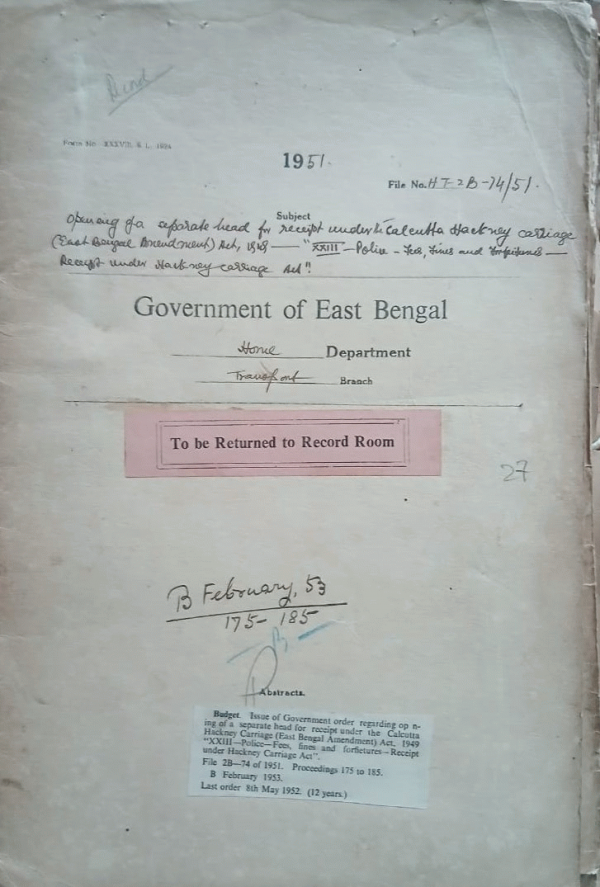 Form No. XXXVII. & L. 1894
1951.
File No. HT-2B-74/51.
Subject
Opening of a separate head for receipt under the Calcutta Hackney carriage
(East Bengal Amendment) Act, 1949 — "XXIII — Police — Fees, fines and forfeitures —
Receipt under Hackney carriage Act".
Government of East Bengal
Home Department
Transport Branch
To be Returned to Record Room
27
B February, 53
175- 185
B
Abstracts.
Budget. Issue of Government order regarding op n-
ing of a separate head for receipt under the Calcutta
Hackney Carriage (East Bengal Amendment) Act, 1949
"XXIII—Police—Fees, fines and forfietures—Receipt
under Hackney Carriage Act".
File 2B—74 of 1951. Proceedings 175 to 185.
B February 1953.
Last order 8th May 1952. (12 years.)